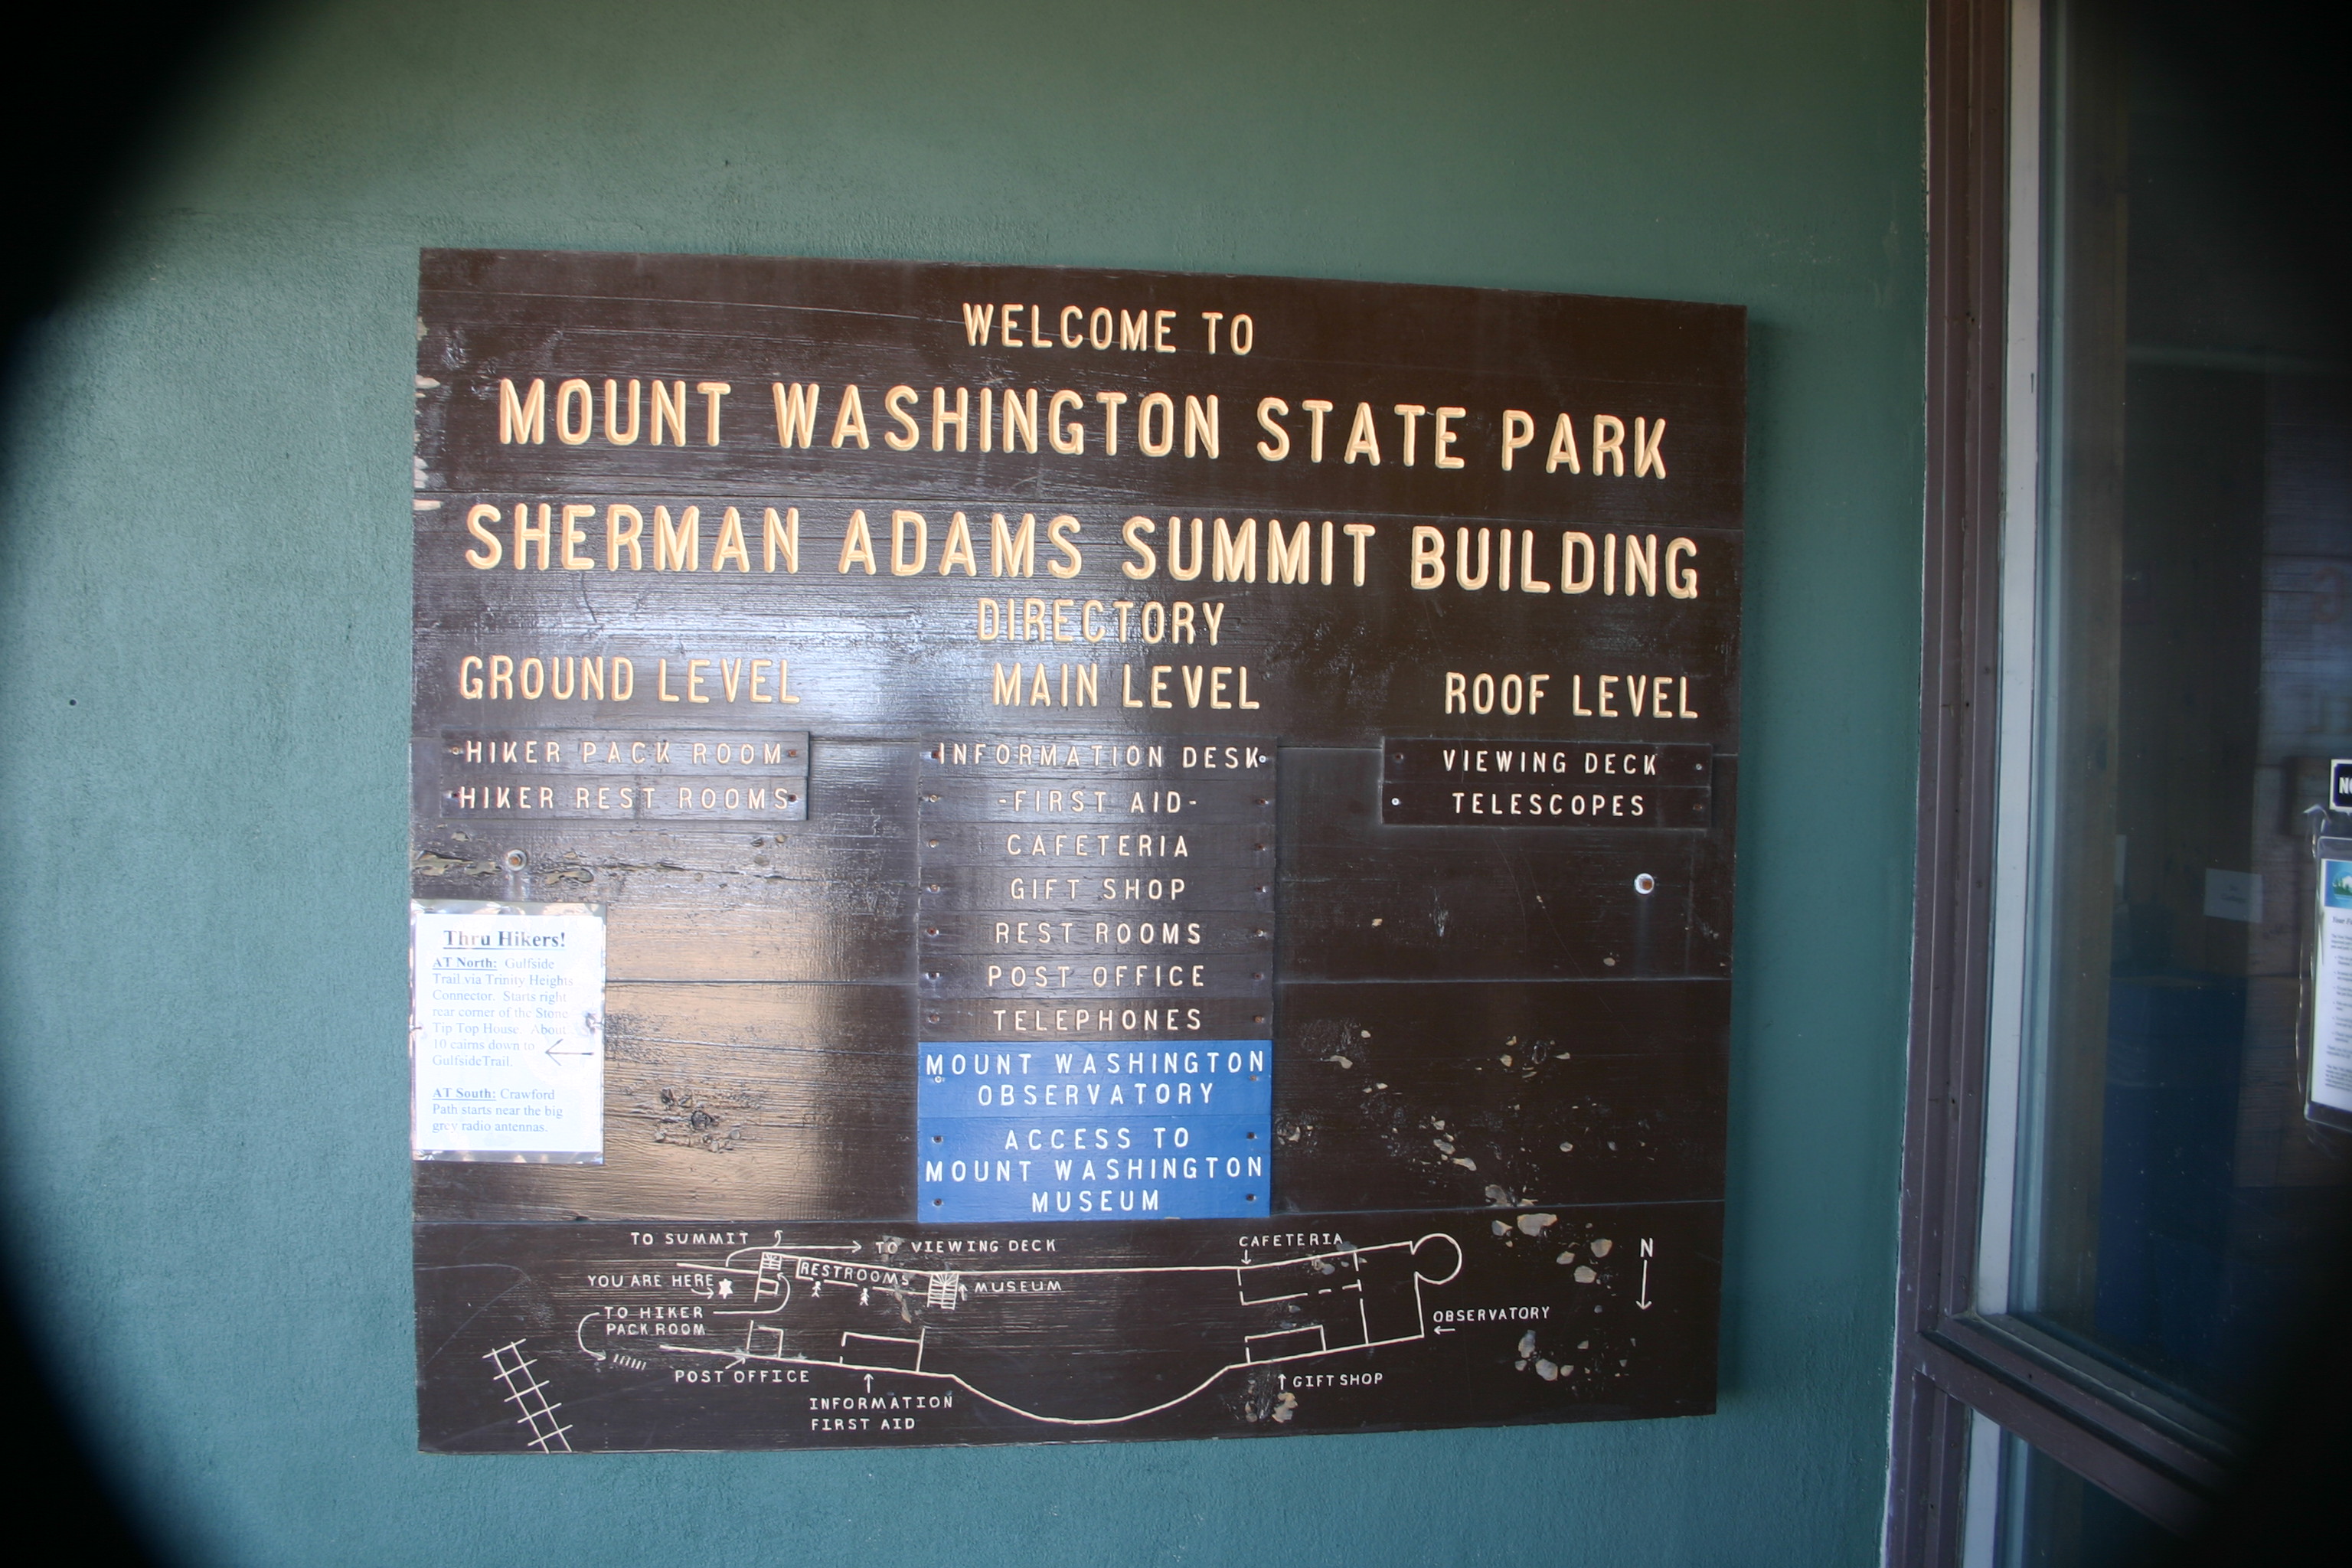 WELCOME TO
MOUNT WASHINGTON STATE PARK
SHERMAN ADAMS SUMMIT BUILDING
DIRECTORY
GROUND LEVEL
HIKER PACK ROOM
HIKER REST ROOMS
MAIN LEVEL
INFORMATION DESK
-FIRST AID-
CAFETERIA
GIFT SHOP
REST ROOMS
POST OFFICE
TELEPHONES
MOUNT WASHINGTON
OBSERVATORY
ACCESS TO
MOUNT WASHINGTON
MUSEUM
ROOF LEVEL
VIEWING DECK
TELESCOPES
Thru Hikers!
AT North: Gulfside
Trail via Trinity Heights
Connector. Starts right
rear corner of the Stone
Tip Top House. About
10 cairns down to
GulfsideTrail.
AT South: Crawford
Path starts near the big
grey radio antennas.
TO SUMMIT
TO VIEWING DECK
CAFETERIA
N
YOU ARE HERE
RESTROOMS
MUSEUM
TO HIKER
PACK ROOM
OBSERVATORY
POST OFFICE
GIFT SHOP
INFORMATION
FIRST AID